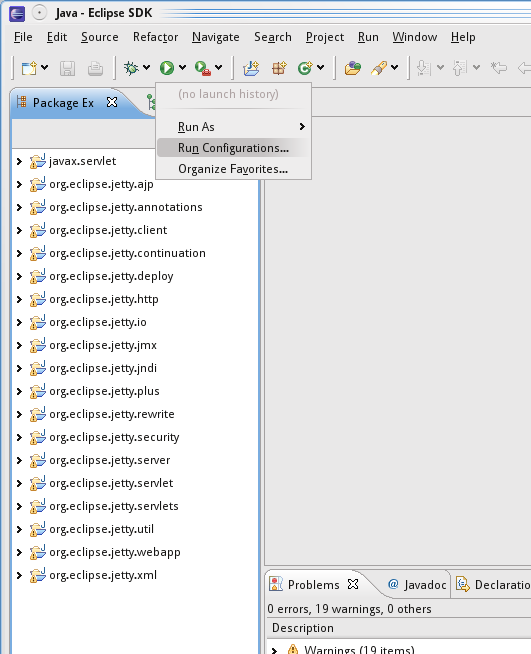 Java - Eclipse SDK
File Edit Source Refactor Navigate Search Project Run Window Help
Package Ex
(no launch history)
Run As
Run Configurations...
Organize Favorites...
javax.servlet
org.eclipse.jetty.ajp
org.eclipse.jetty.annotations
org.eclipse.jetty.client
org.eclipse.jetty.continuation
org.eclipse.jetty.deploy
org.eclipse.jetty.http
org.eclipse.jetty.io
org.eclipse.jetty.jmx
org.eclipse.jetty.jndi
org.eclipse.jetty.plus
org.eclipse.jetty.rewrite
org.eclipse.jetty.security
org.eclipse.jetty.server
org.eclipse.jetty.servlet
org.eclipse.jetty.servlets
org.eclipse.jetty.util
org.eclipse.jetty.webapp
org.eclipse.jetty.xml
Problems @ Javadoc Declaratio
0 errors, 19 warnings, 0 others
Description
Warnings (19 items)